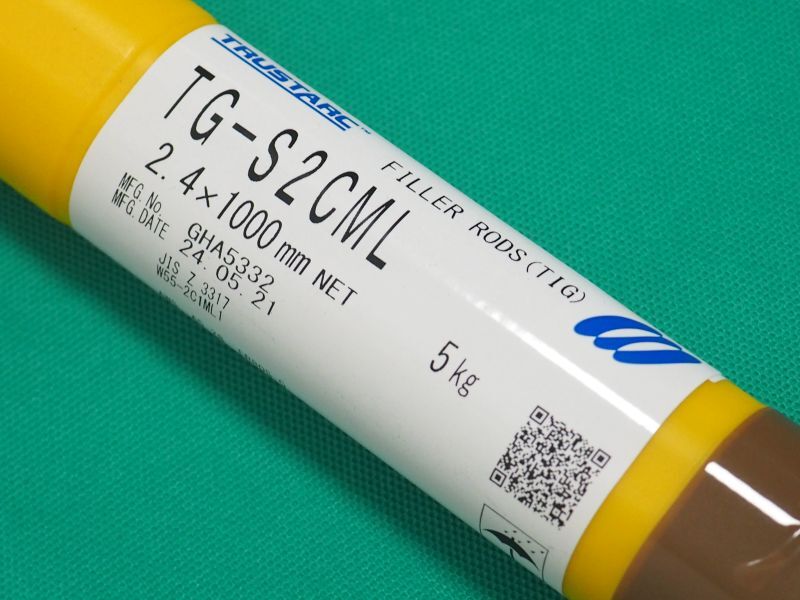 TRUSTARC™
FILLER RODS(TIG)
TG-S2CML
2.4×1000mm NET 5kg
MFG.No. GHA5332
MFG.DATE 24.05.21
JIS Z 3317
W55-2C1ML1